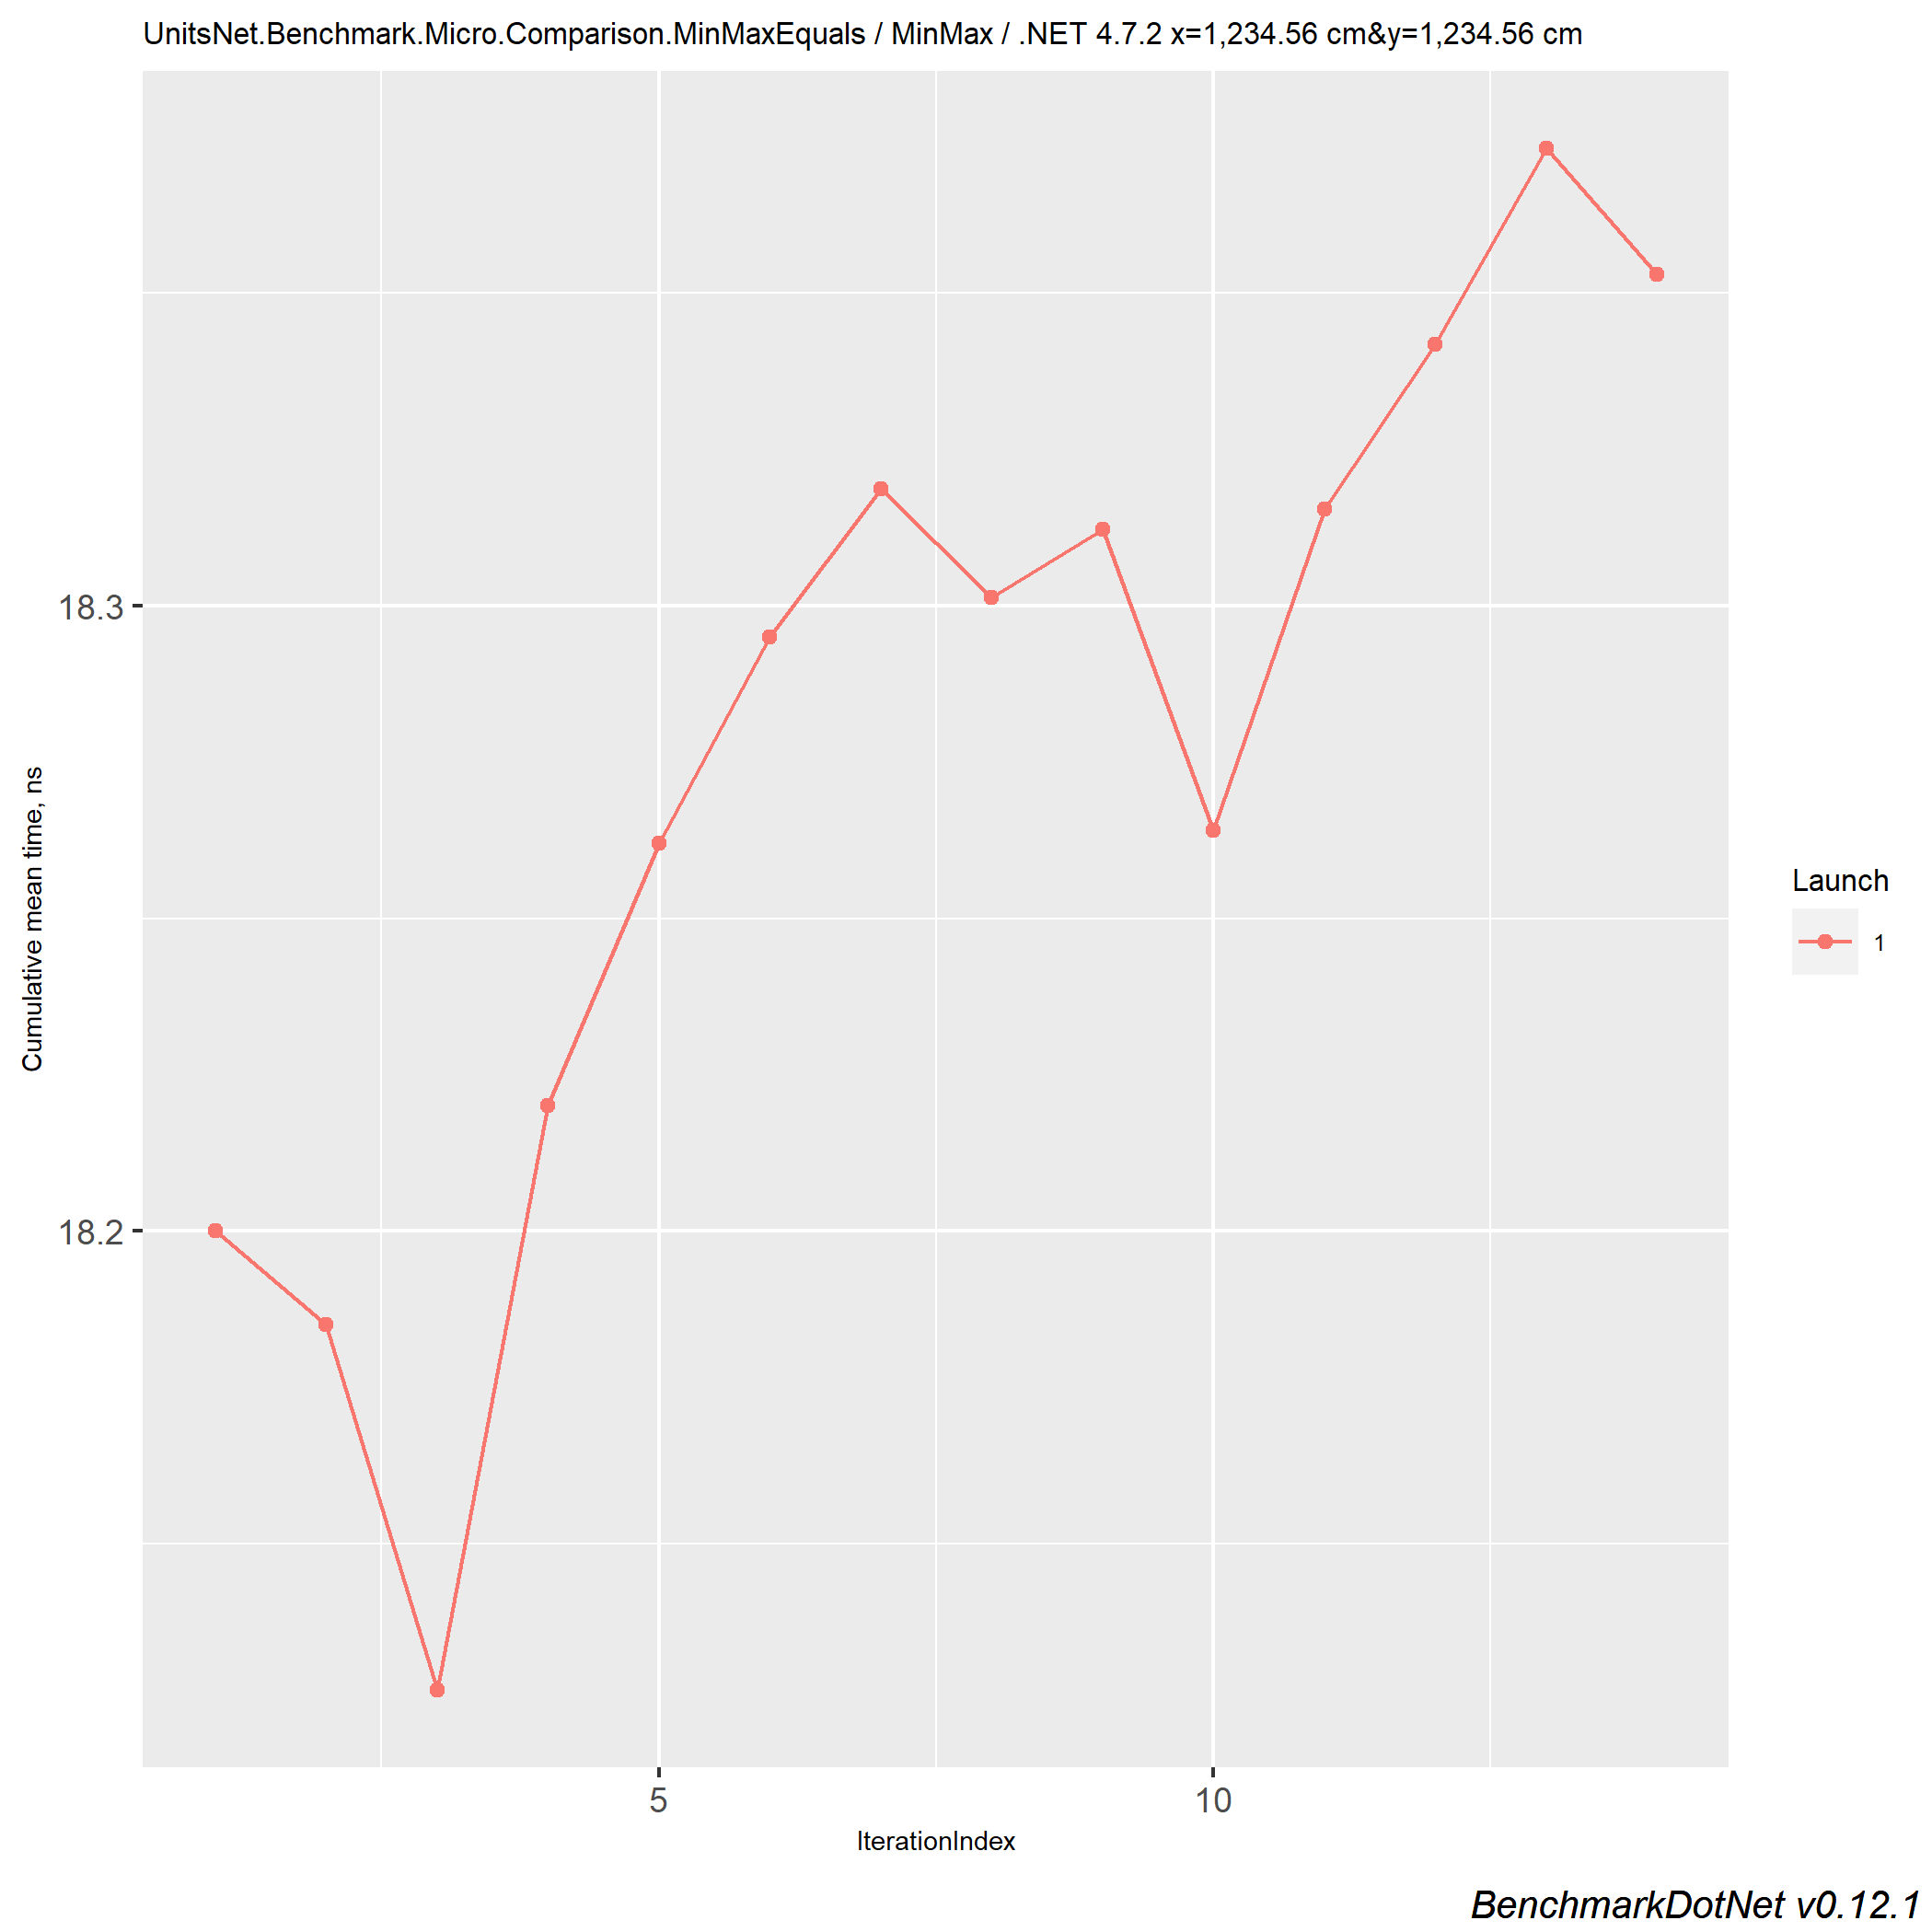 UnitsNet.Benchmark.Micro.Comparison.MinMaxEquals / MinMax / .NET 4.7.2 x=1,234.56 cm&y=1,234.56 cm
Cumulative mean time, ns
18.3
18.2
5
10
IterationIndex
Launch
1
BenchmarkDotNet v0.12.1